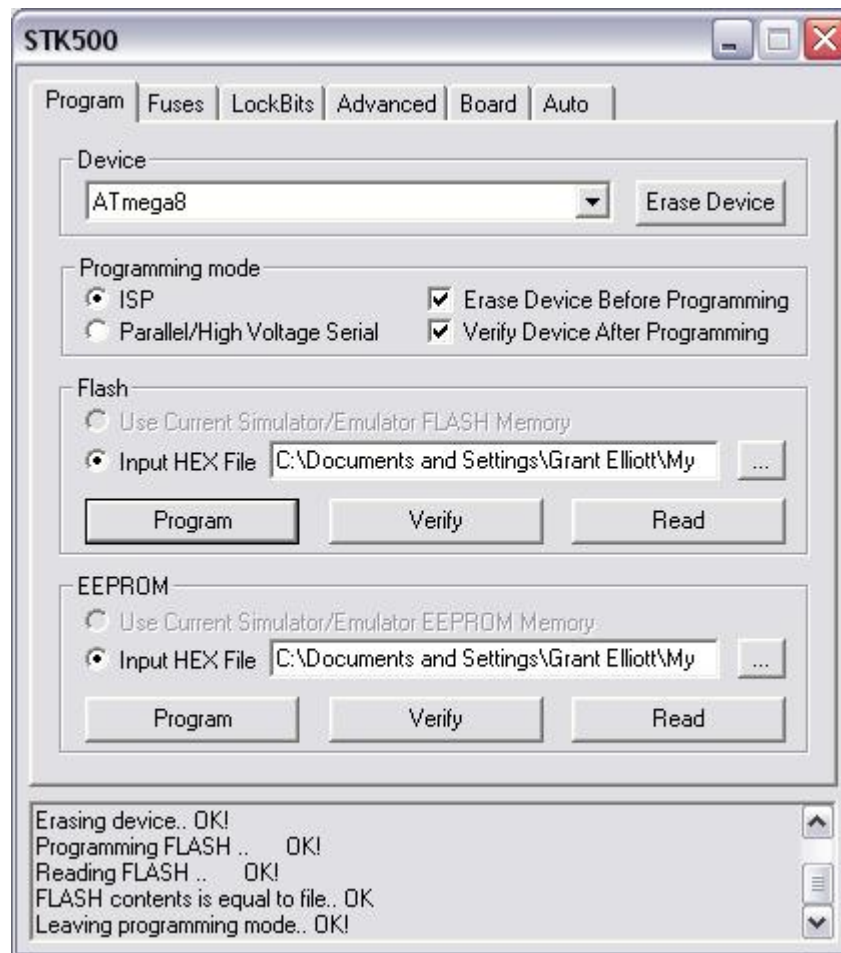 STK500
Program Fuses LockBits Advanced Board Auto
Device
ATmega8 Erase Device
Programming mode
ISP Erase Device Before Programming
Parallel/High Voltage Serial Verify Device After Programming
Flash
Use Current Simulator/Emulator FLASH Memory
Input HEX File C:\Documents and Settings\Grant Elliott\My ...
Program Verify Read
EEPROM
Use Current Simulator/Emulator EEPROM Memory
Input HEX File C:\Documents and Settings\Grant Elliott\My ...
Program Verify Read
Erasing device.. OK!
Programming FLASH .. OK!
Reading FLASH .. OK!
FLASH contents is equal to file.. OK
Leaving programming mode.. OK!